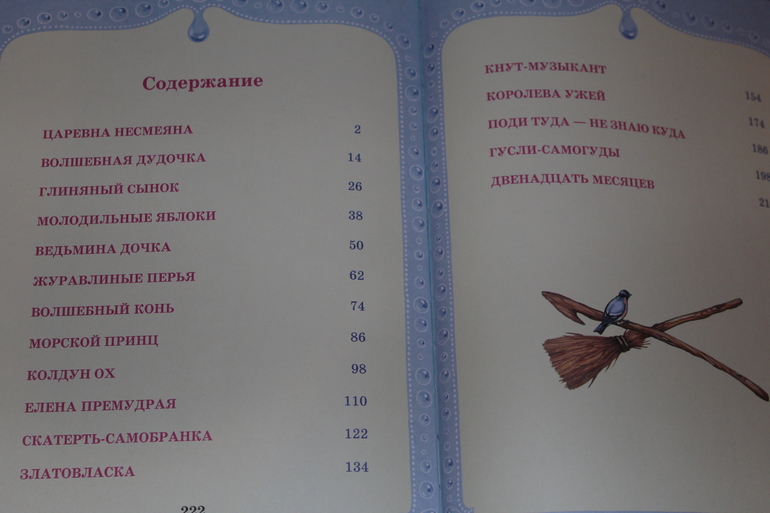 Содержание
ЦАРЕВНА НЕСМЕЯНА 2
ВОЛШЕБНАЯ ДУДОЧКА 14
ГЛИНЯНЫЙ СЫНОК 26
МОЛОДИЛЬНЫЕ ЯБЛОКИ 38
ВЕДЬМИНА ДОЧКА 50
ЖУРАВЛИНЫЕ ПЕРЬЯ 62
ВОЛШЕБНЫЙ КОНЬ 74
МОРСКОЙ ПРИНЦ 86
КОЛДУН ОХ 98
ЕЛЕНА ПРЕМУДРАЯ 110
СКАТЕРТЬ-САМОБРАНКА 122
ЗЛАТОВЛАСКА 134
222
КНУТ-МУЗЫКАНТ 154
КОРОЛЕВА УЖЕЙ 174
ПОДИ ТУДА — НЕ ЗНАЮ КУДА 186
ГУСЛИ-САМОГУДЫ 198
ДВЕНАДЦАТЬ МЕСЯЦЕВ